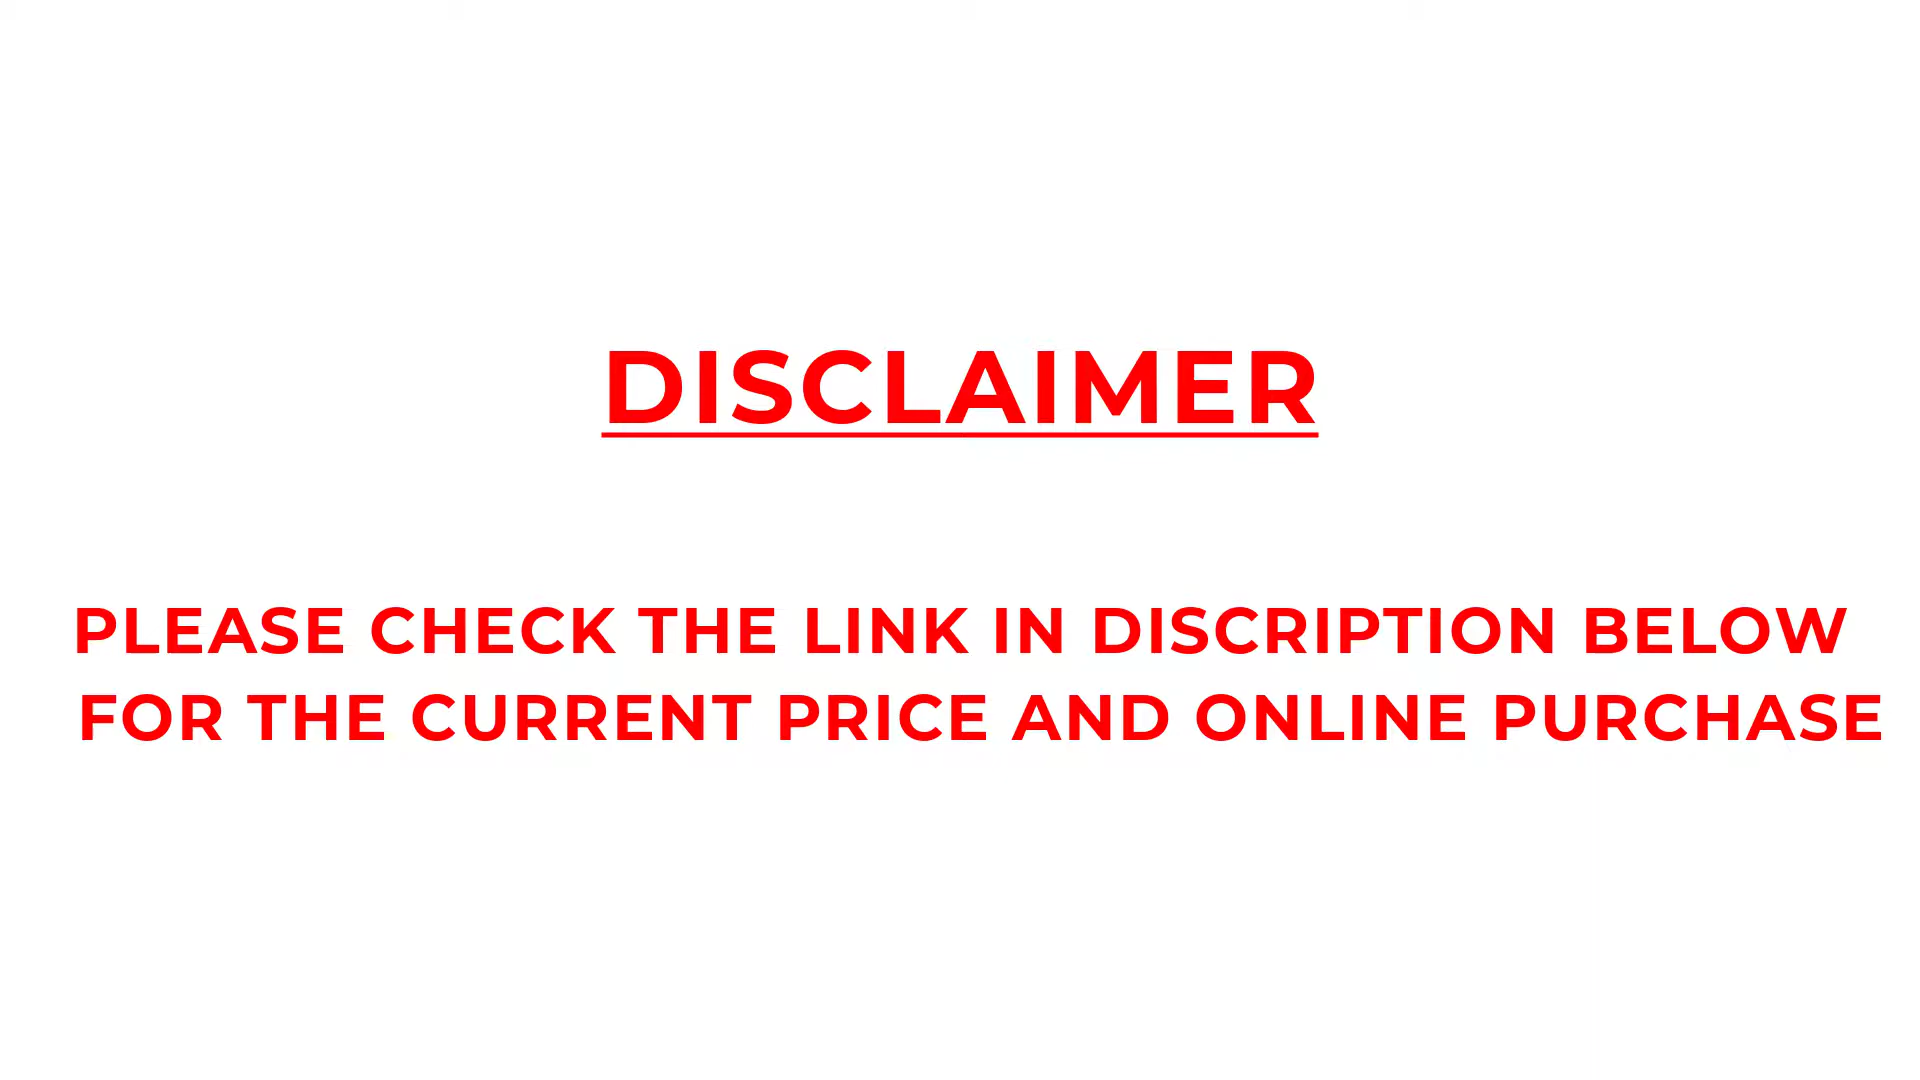 DISCLAIMER
PLEASE CHECK THE LINK IN DISCRIPTION BELOW
FOR THE CURRENT PRICE AND ONLINE PURCHASE